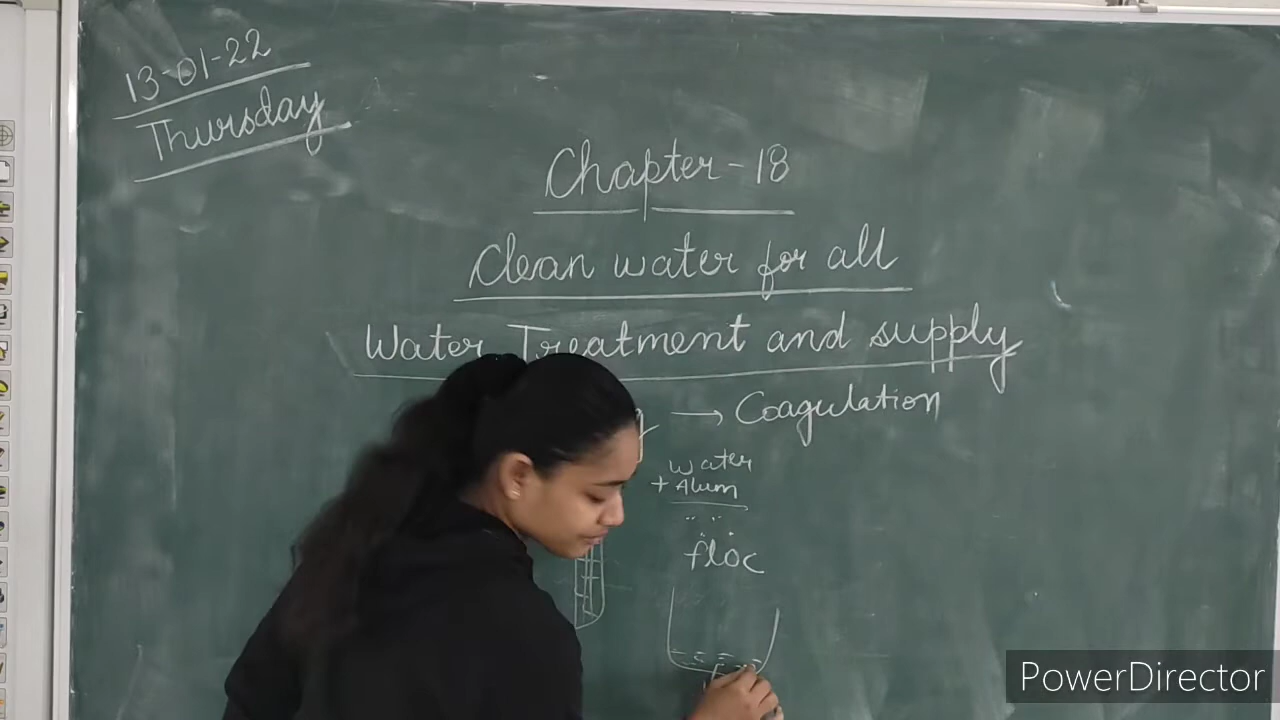 13-01-22
Thursday
Chapter-18
Clean water for all
Water Treatment and supply
→ Coagulation
water
+ Alum
floc
PowerDirector